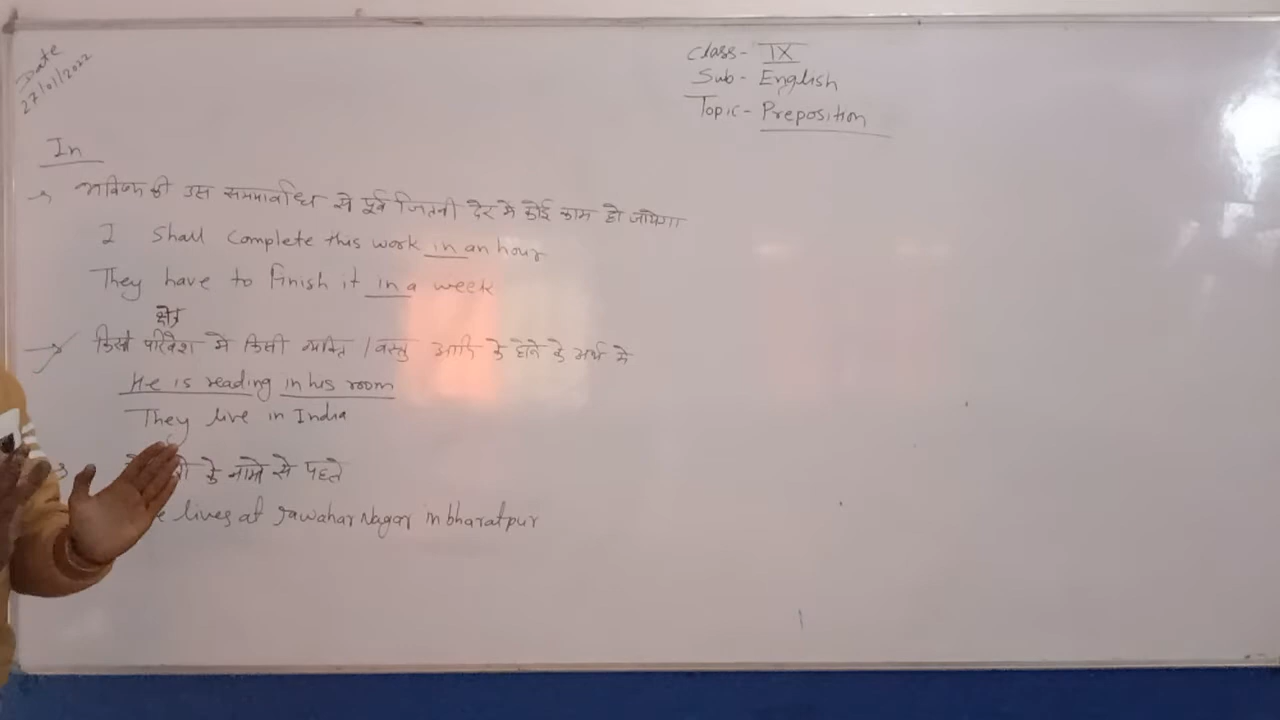 Date
27/01/2022
Class- IX
Sub- English
Topic- Preposition
In
भविष्य की उस समयावधि से पूर्व जितनी देर मे कोई काम हो जायेगा
I Shall Complete this work in an hour
They have to finish it in a week
क्षेत्र
किसी परिवेश में किसी व्यक्ति / वस्तु आदि के होने के अर्थ मे
He is reading in his room
They live in India
के नामो से पहले
lives at Jawahar Nagar in bharatpur